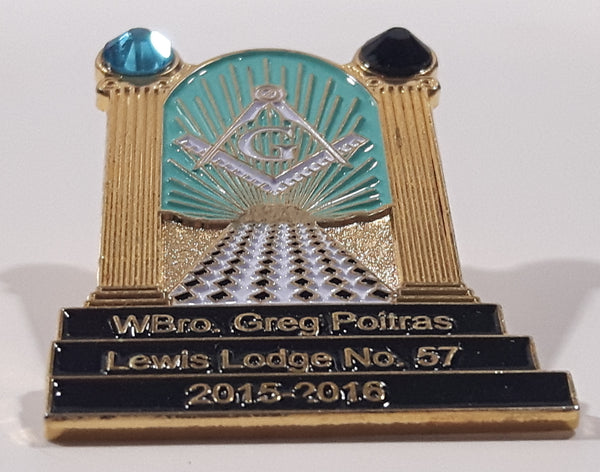 G
WBro. Greg Poitras
Lewis Lodge No. 57
2015-2016